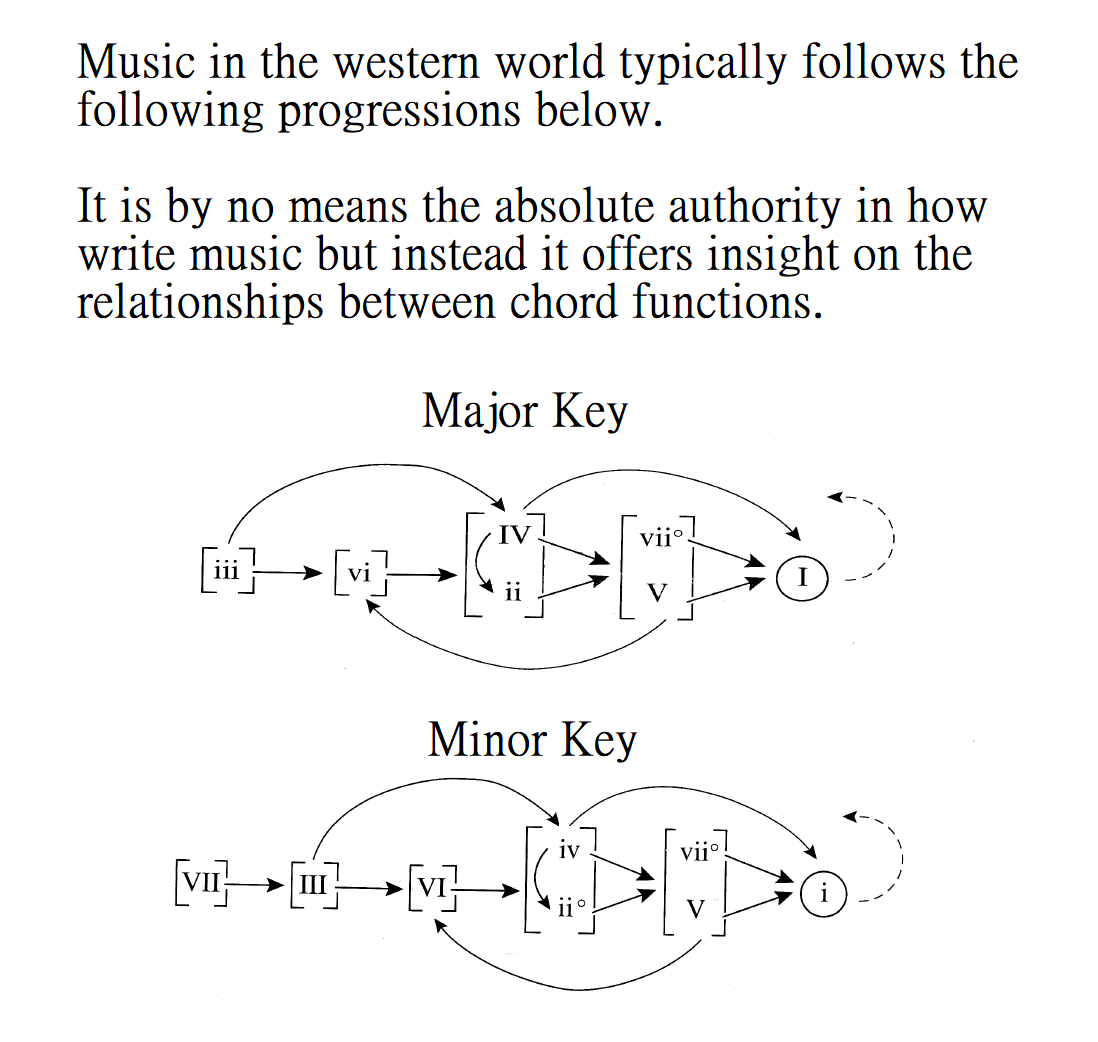 Music in the western world typically follows the
following progressions below.
It is by no means the absolute authority in how
write music but instead it offers insight on the
relationships between chord functions.
Major Key
IV vii°
iii vi I
ii V
Minor Key
iv vii°
VII III VI i
ii° V